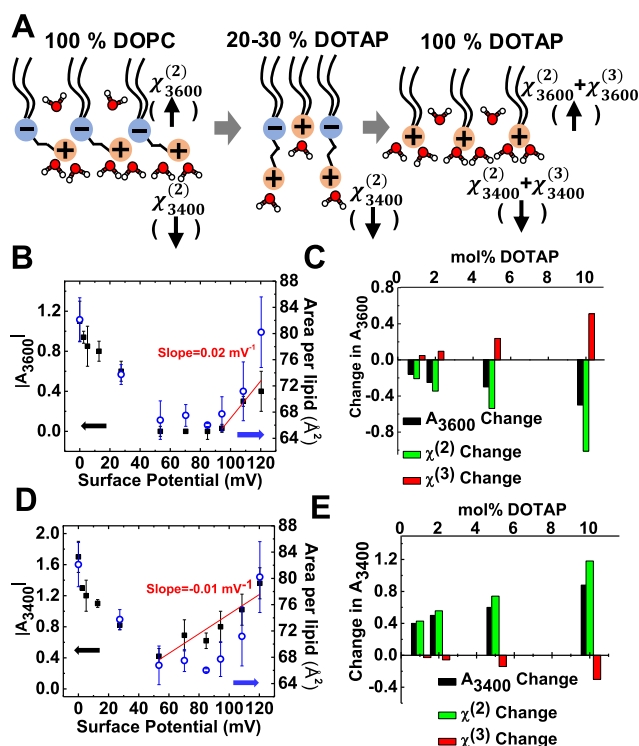 A
100 % DOPC
20-30 % DOTAP
100 % DOTAP
χ(2)3600
( )
χ(2)3600+χ(3)3600
( )
− − −
+ + +
− + −
+ +
+ + +
χ(2)3400
( )
χ(2)3400
( )
χ(2)3400+χ(3)3400
( )
B
|A3600|
1.2
0.8
0.4
0.0
0 20 40 60 80 100 120
Surface Potential (mV)
Slope=0.02 mV-1
88
84
80
76
72
68
64
Area per lipid (Å2)
C
mol% DOTAP
0 2 4 6 8 10
Change in A3600
0.8
0.4
0.0
-0.4
-0.8
A3600 Change
χ(2) Change
χ(3) Change
D
|A3400|
2.0
1.6
1.2
0.8
0.4
0.0
0 20 40 60 80 100 120
Surface Potential (mV)
Slope=-0.01 mV-1
88
84
80
76
72
68
64
Area per lipid (Å2)
E
mol% DOTAP
0 2 4 6 8 10
Change in A3400
1.2
0.8
0.4
0.0
-0.4
A3400 Change
χ(2) Change
χ(3) Change